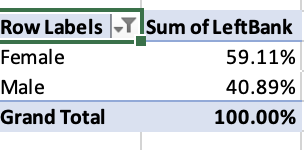 Row Labels Sum of LeftBank
Female 59.11%
Male 40.89%
Grand Total 100.00%